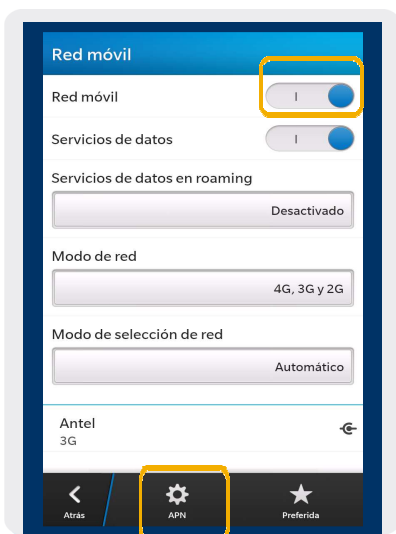 Red móvil
Red móvil
I
Servicios de datos
I
Servicios de datos en roaming
Desactivado
Modo de red
4G, 3G y 2G
Modo de selección de red
Automático
Antel
3G
Atrás
APN
Preferida